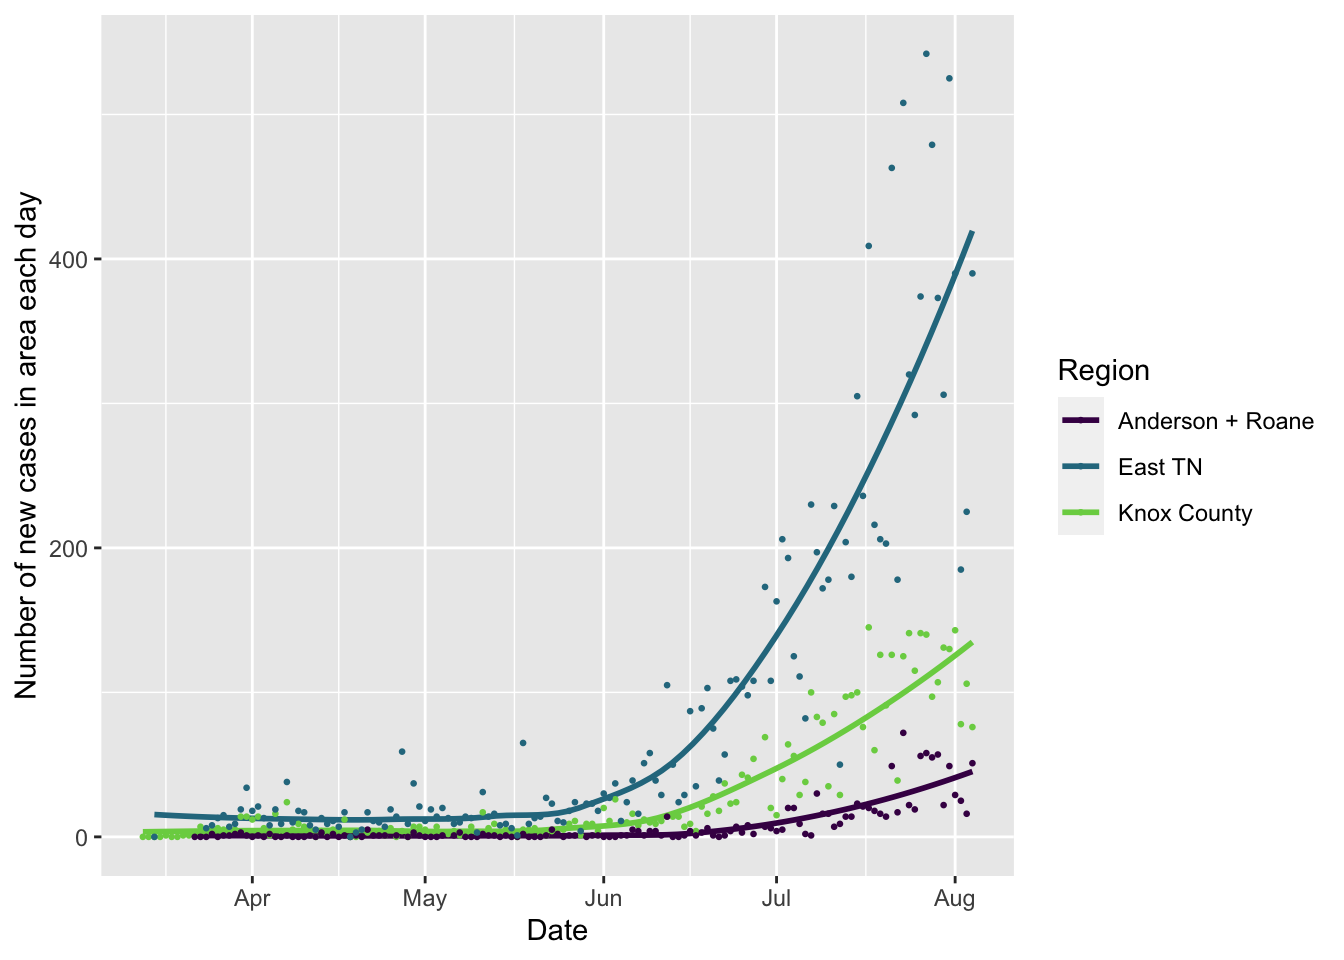 Number of new cases in area each day
400
200
0
Apr
May
Jun
Jul
Aug
Date
Region
Anderson + Roane
East TN
Knox County